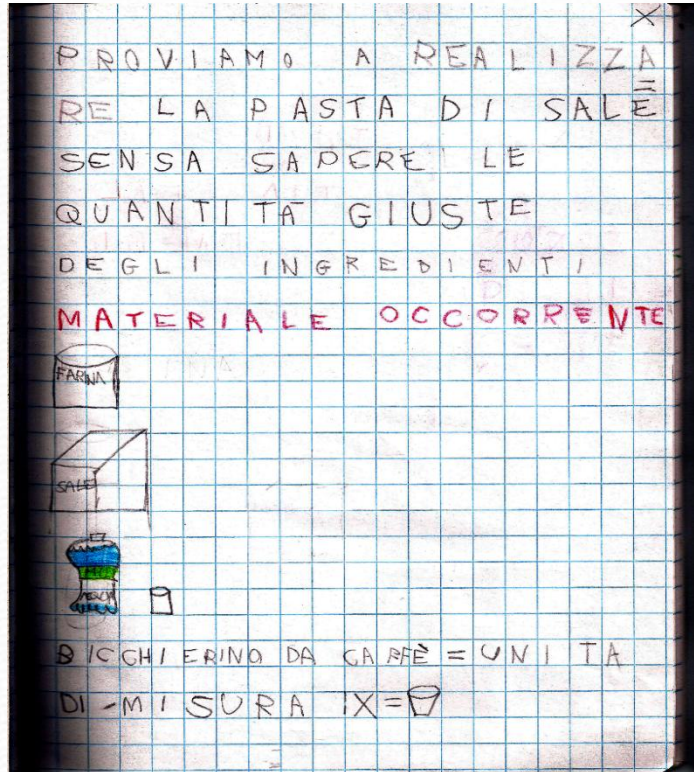 X
PROVIAMO A REALIZZA
=
RE LA PASTA DI SALE
SENSA SAPERE LE
QUANTITÀ GIUSTE
DEGLI INGREDIENTI
MATERIALE OCCORRENTE
FARINA
SALE
ACQUA
BICCHIERINO DA CAFFÈ = UNITA
DI-MISURA 1X=